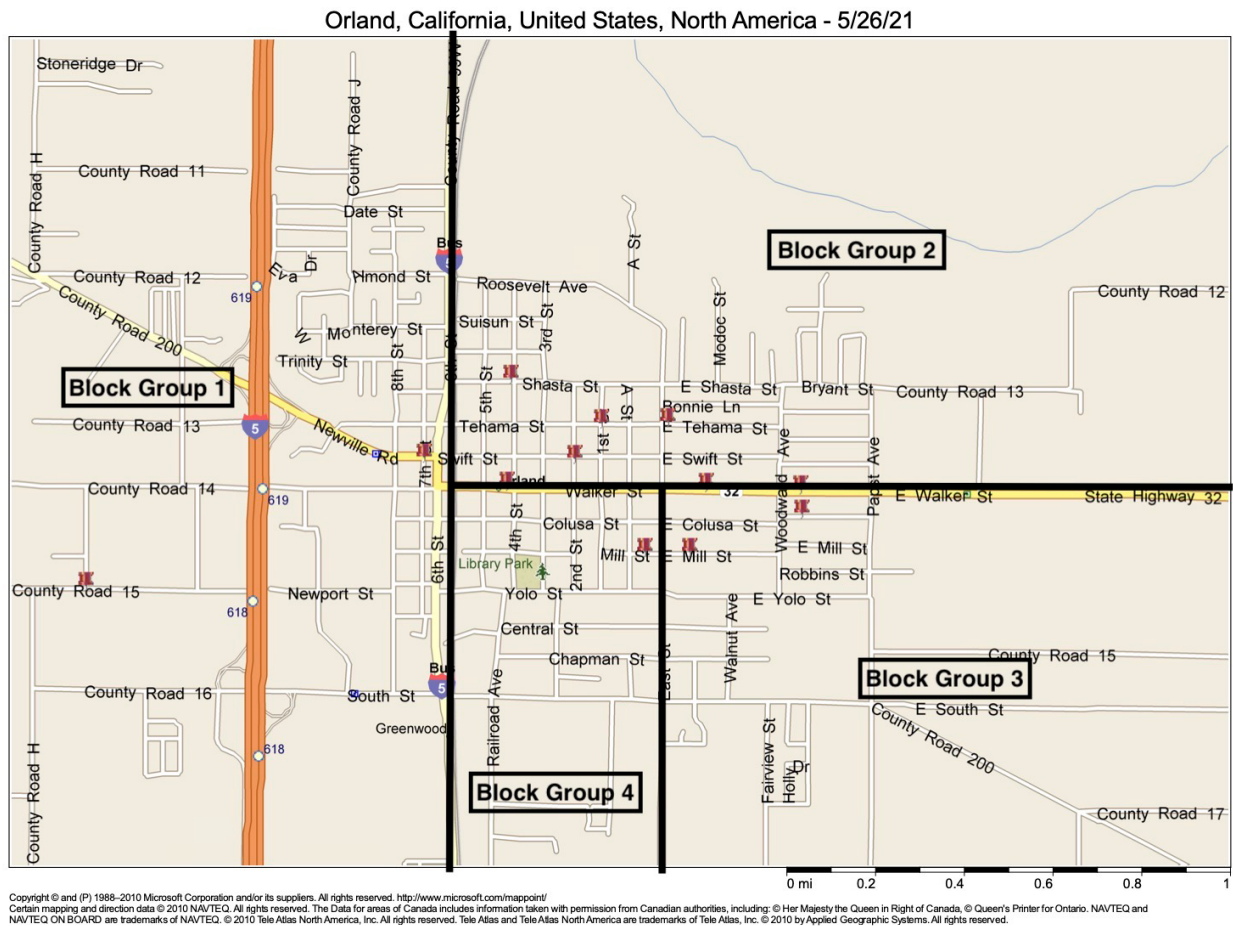 Orland, California, United States, North America - 5/26/21
Stoneridge Dr
County Road J
County Road 99W
County Road H
County Road 11
Date St
Bus
5
A St
Block Group 2
County Road 12
Eva Dr
Almond St
619
Roosevelt Ave
County Road 12
County Road 200
Suisun St
3rd St
Modoc St
W
Monterey St
Trinity St
8th St
6th St
Block Group 1
5th St
Shasta St
A St
E Shasta St
Bryant St
County Road 13
Bonnie Ln
County Road 13
5
Newville Rd
Tehama St
1st
E Tehama St
7th St
Swift St
E Swift St
Woodward Ave
Papst Ave
County Road 14
619
Orland
Walker St
32
E Walker St
State Highway 32
4th St
Colusa St
E Colusa St
6th St
Mill St
E Mill St
E Mill St
Library Park
2nd St
Robbins St
County Road 15
618
Newport St
Yolo St
E Yolo St
Walnut Ave
Central St
Chapman St
East St
County Road 15
Bus
5
Block Group 3
County Road 16
South St
Railroad Ave
E South St
Greenwood
County Road 200
618
Fairview St
Holly Dr
County Road H
Block Group 4
County Road 17
0 mi 0.2 0.4 0.6 0.8 1
Copyright © and (P) 1988–2010 Microsoft Corporation and/or its suppliers. All rights reserved. http://www.microsoft.com/mappoint/
Certain mapping and direction data © 2010 NAVTEQ. All rights reserved. The Data for areas of Canada includes information taken with permission from Canadian authorities, including: © Her Majesty the Queen in Right of Canada, © Queen's Printer for Ontario. NAVTEQ and
NAVTEQ ON BOARD are trademarks of NAVTEQ. © 2010 Tele Atlas North America, Inc. All rights reserved. Tele Atlas and Tele Atlas North America are trademarks of Tele Atlas, Inc. © 2010 by Applied Geographic Systems. All rights reserved.